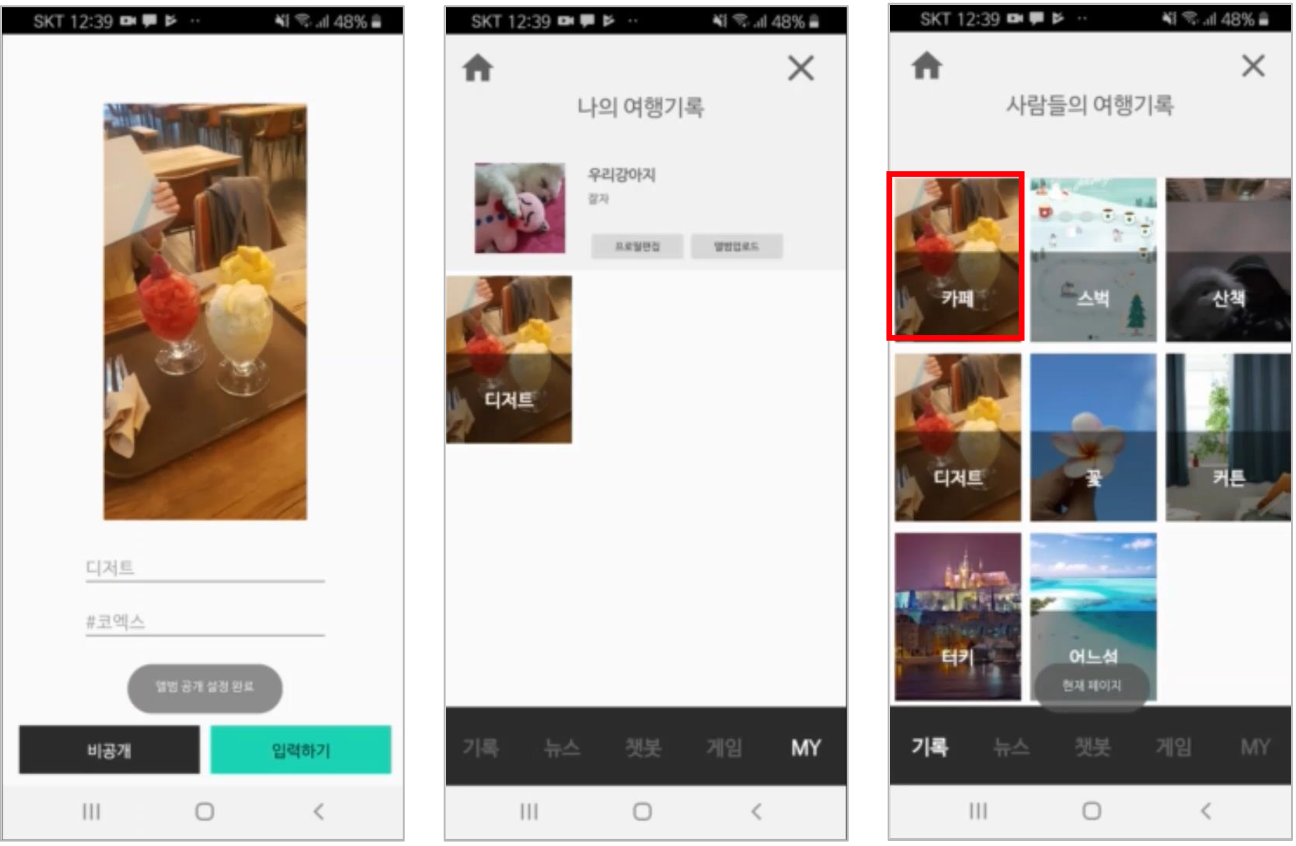 SKT 12:39
48%
디저트
#코엑스
앨범 공개 설정 완료
비공개
입력하기
SKT 12:39
48%
나의 여행기록
우리강아지
잘자
프로필편집
앨범업로드
디저트
기록
뉴스
챗봇
게임
MY
SKT 12:39
48%
사람들의 여행기록
카페
스벅
산책
디저트
꽃
커튼
터키
어느섬
현재 페이지
기록
뉴스
챗봇
게임
MY